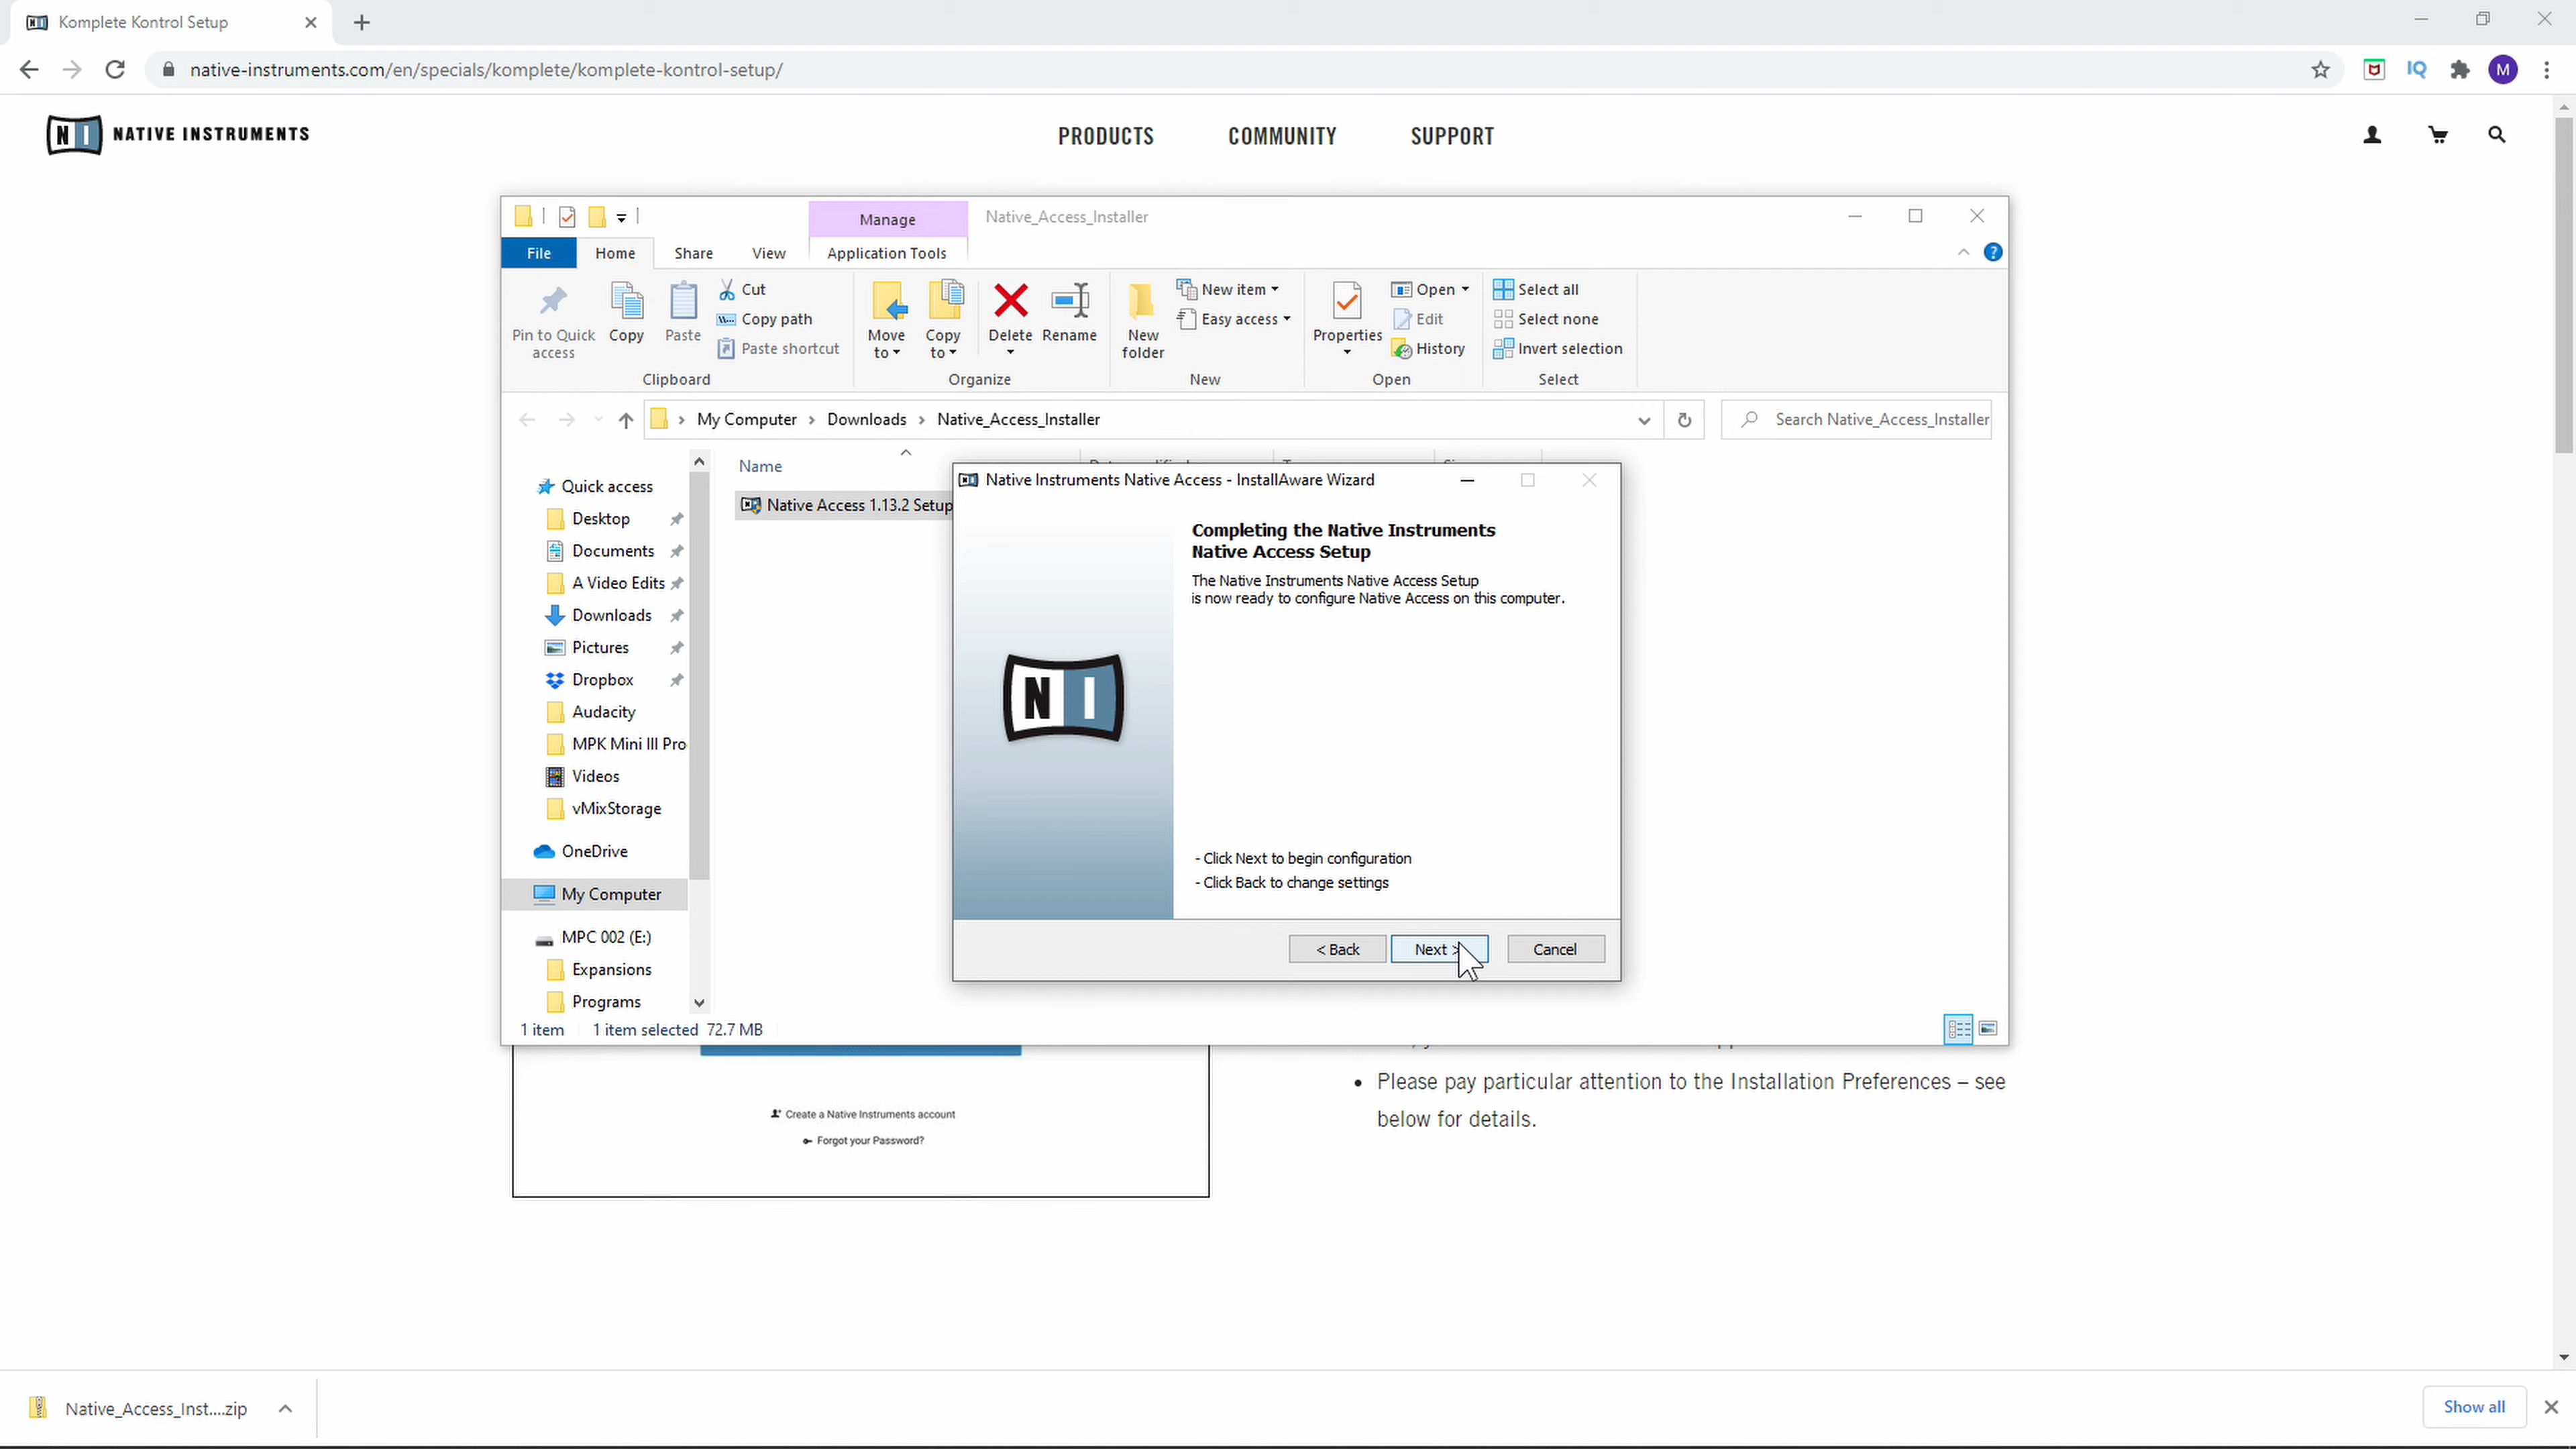 Komplete Kontrol Setup
native-instruments.com/en/specials/komplete/komplete-kontrol-setup/
IQ
M
NI NATIVE INSTRUMENTS
PRODUCTS
COMMUNITY
SUPPORT
Manage
Native_Access_Installer
File
Home
Share
View
Application Tools
Pin to Quick access
Copy
Paste
Cut
Copy path
Paste shortcut
Clipboard
Move to
Copy to
Delete
Rename
Organize
New folder
New item
Easy access
New
Properties
Open
Edit
History
Open
Select all
Select none
Invert selection
Select
My Computer > Downloads > Native_Access_Installer
Search Native_Access_Installer
Name
Native Access 1.13.2 Setup
Quick access
Desktop
Documents
A Video Edits
Downloads
Pictures
Dropbox
Audacity
MPK Mini III Pro
Videos
vMixStorage
OneDrive
My Computer
MPC 002 (E:)
Expansions
Programs
1 item
1 item selected 72.7 MB
Native Instruments Native Access - InstallAware Wizard
Completing the Native Instruments
Native Access Setup
The Native Instruments Native Access Setup
is now ready to configure Native Access on this computer.
NI
- Click Next to begin configuration
- Click Back to change settings
< Back
Next >
Cancel
Create a Native Instruments account
Forgot your Password?
• Please pay particular attention to the Installation Preferences – see
below for details.
Native_Access_Inst....zip
Show all